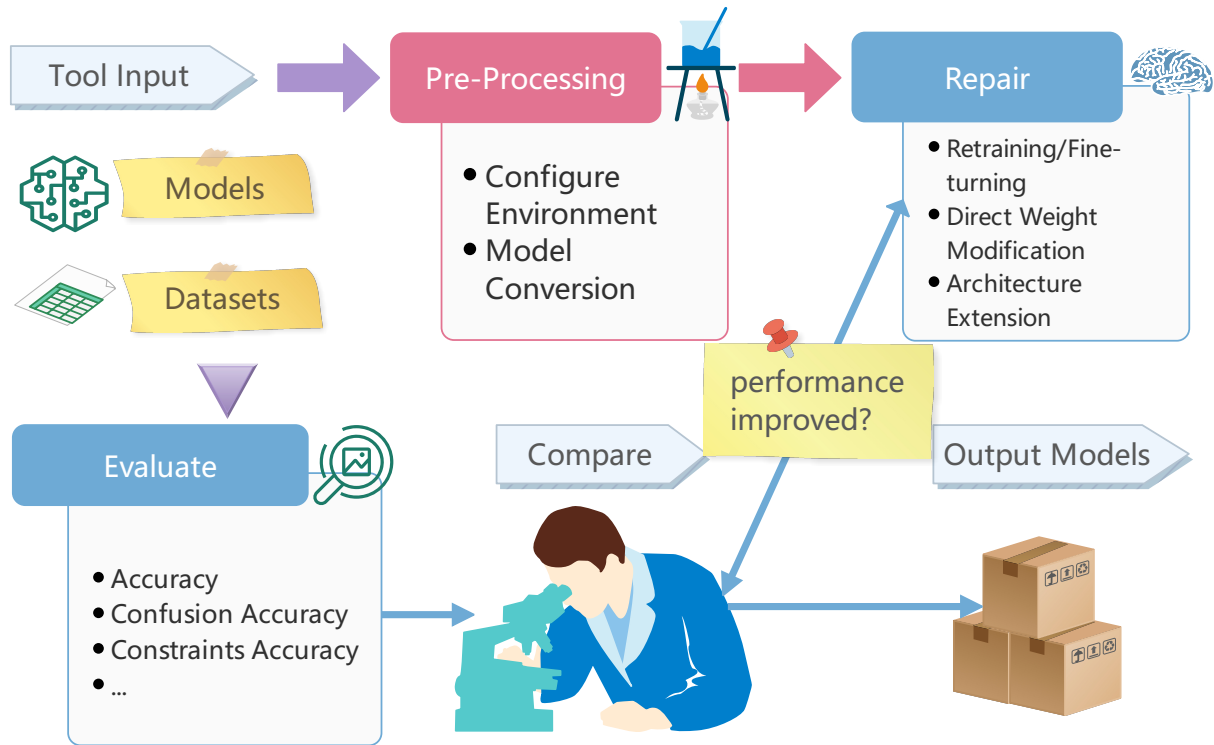 Tool Input
Pre-Processing
Repair
Models
Datasets
• Configure
Environment
• Model
Conversion
• Retraining/Fine-
turning
• Direct Weight
Modification
• Architecture
Extension
performance
improved?
Evaluate
Compare
Output Models
• Accuracy
• Confusion Accuracy
• Constraints Accuracy
• ...